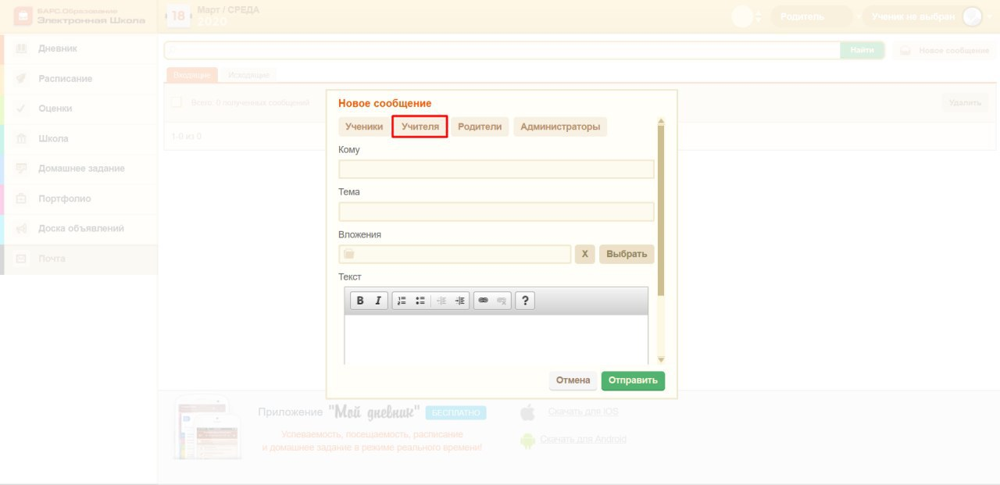 БАРС.Образование
Электронная Школа
18
Март / СРЕДА
2020
Родитель
Ученик не выбран
Дневник
Расписание
Оценки
Школа
Домашнее задание
Портфолио
Доска объявлений
Почта
Найти
Новое сообщение
Входящие
Исходящие
Всего: 0 полученных сообщений
Удалить
1-0 из 0
Новое сообщение
Ученики
Учителя
Родители
Администраторы
Кому
Тема
Вложения
X
Выбрать
Текст
B I
?
Отмена
Отправить
Приложение "Мой дневник" БЕСПЛАТНО
Успеваемость, посещаемость, расписание
и домашнее задание в режиме реального времени!
Скачать для iOS
Скачать для Android